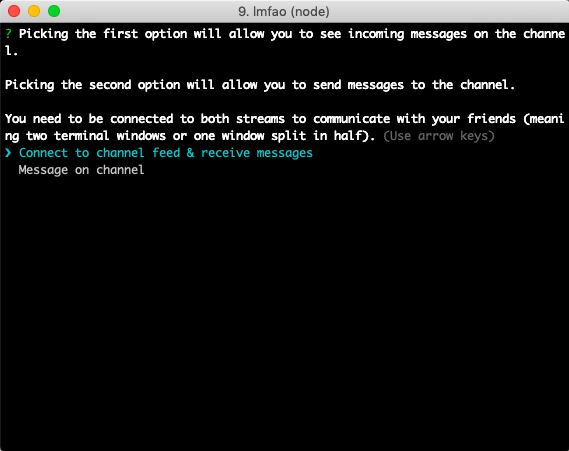 9. lmfao (node)
? Picking the first option will allow you to see incoming messages on the channe
l.
Picking the second option will allow you to send messages to the channel.
You need to be connected to both streams to communicate with your friends (meani
ng two terminal windows or one window split in half). (Use arrow keys)
❯ Connect to channel feed & receive messages
Message on channel